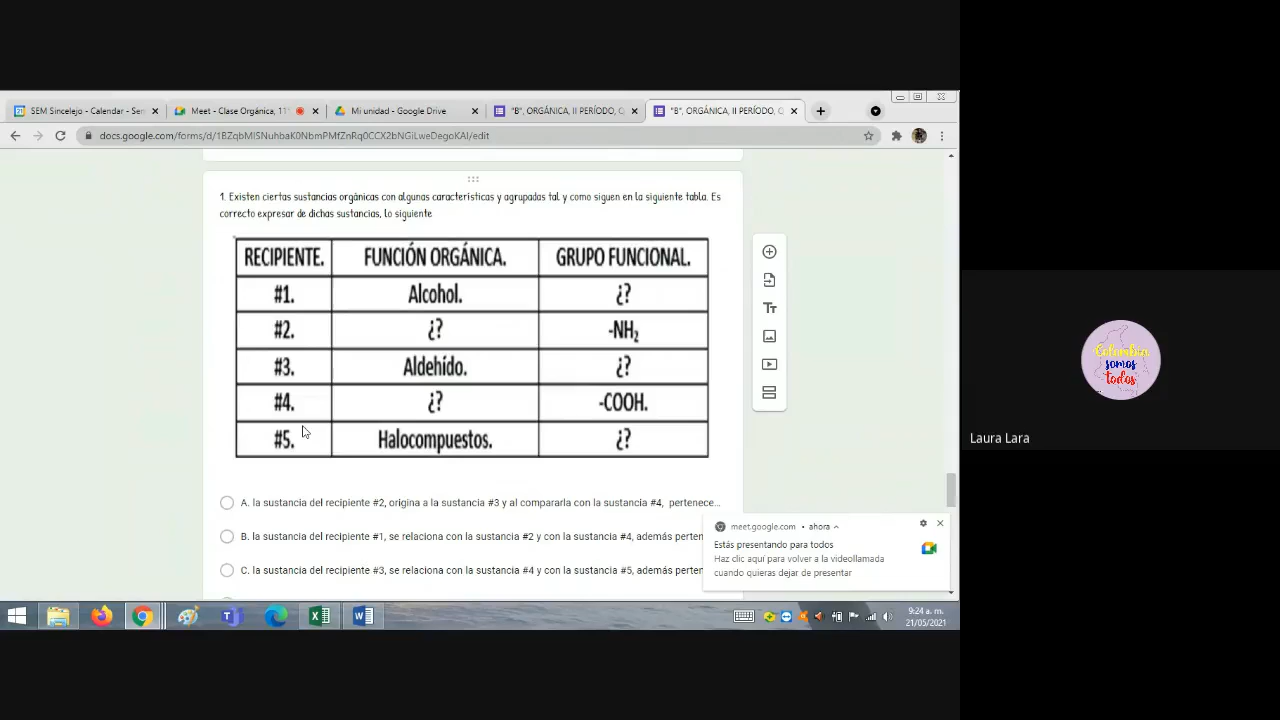 SEM Sincelejo - Calendar - Sem
Meet - Clase Orgánica, 11°
Mi unidad - Google Drive
"B", ORGÁNICA, II PERÍODO, Q
"B", ORGÁNICA, II PERÍODO, Q
1. Existen ciertas sustancias orgánicas con algunas características y agrupadas tal y como siguen en la siguiente tabla. Es
correcto expresar de dichas sustancias, lo siguiente
RECIPIENTE. FUNCIÓN ORGÁNICA. GRUPO FUNCIONAL.
#1. Alcohol. ¿?
#2. ¿? -NH₂
#3. Aldehído. ¿?
#4. ¿? -COOH.
#5. Halocompuestos. ¿?
A. la sustancia del recipiente #2, origina a la sustancia #3 y al compararla con la sustancia #4, pertenece...
B. la sustancia del recipiente #1, se relaciona con la sustancia #2 y con la sustancia #4, además perten
C. la sustancia del recipiente #3, se relaciona con la sustancia #4 y con la sustancia #5, además perten
meet.google.com • ahora
Estás presentando para todos
Haz clic aquí para volver a la videollamada
cuando quieras dejar de presentar
9:24 a. m.
21/05/2021
Colombia
somos
todos
Laura Lara